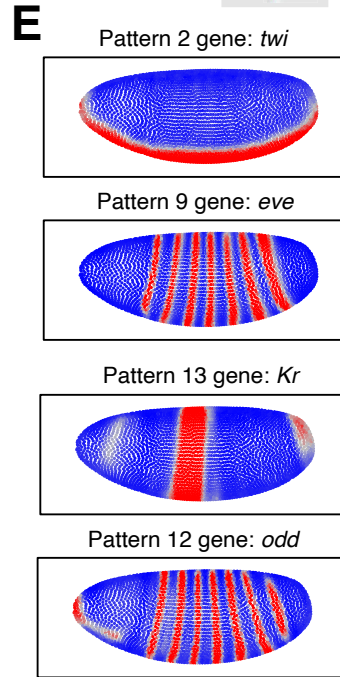 E
Pattern 2 gene: twi
Pattern 9 gene: eve
Pattern 13 gene: Kr
Pattern 12 gene: odd